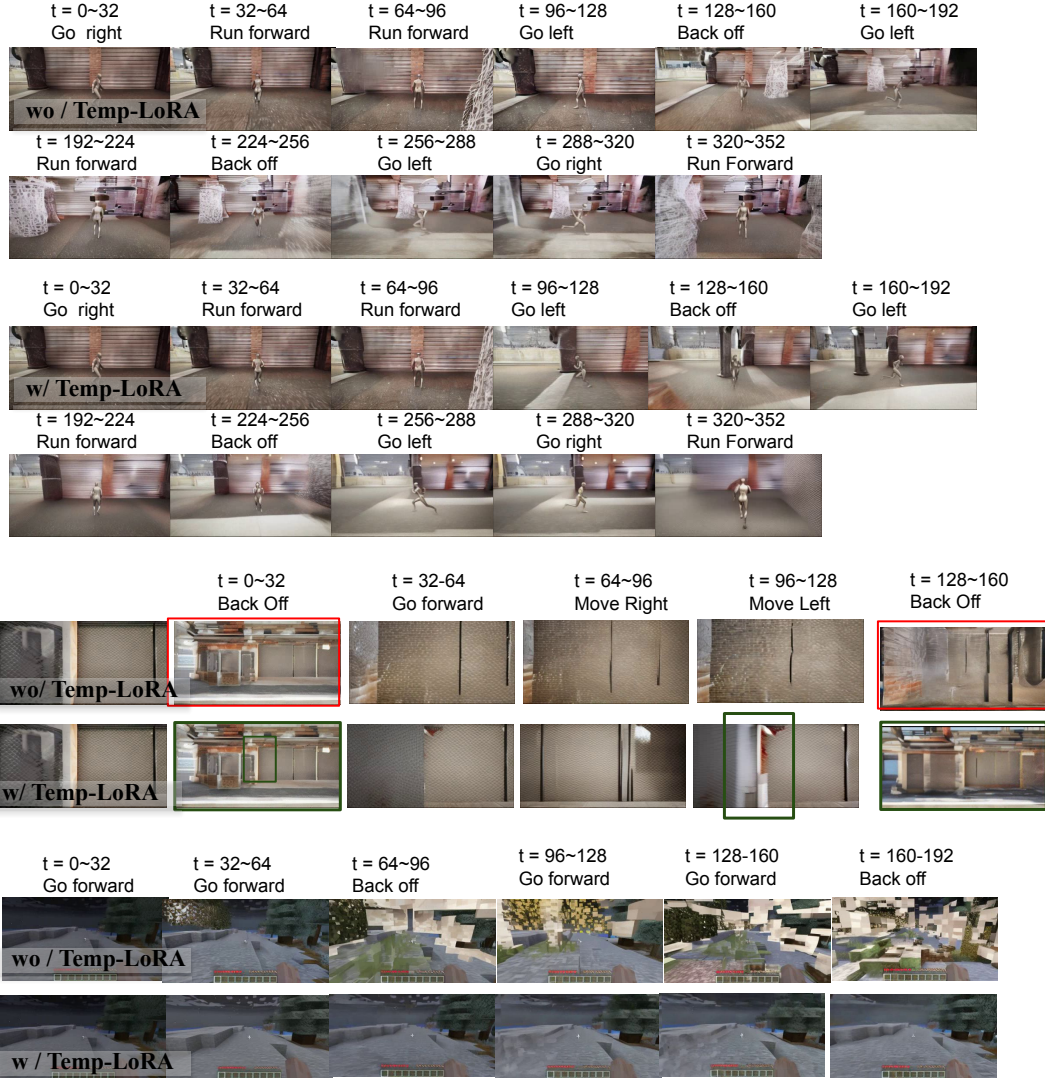 t = 0~32 t = 32~64 t = 64~96 t = 96~128 t = 128~160 t = 160~192
Go right Run forward Run forward Go left Back off Go left
wo / Temp-LoRA
t = 192~224 t = 224~256 t = 256~288 t = 288~320 t = 320~352
Run forward Back off Go left Go right Run Forward
t = 0~32 t = 32~64 t = 64~96 t = 96~128 t = 128~160 t = 160~192
Go right Run forward Run forward Go left Back off Go left
w/ Temp-LoRA
t = 192~224 t = 224~256 t = 256~288 t = 288~320 t = 320~352
Run forward Back off Go left Go right Run Forward
t = 0~32 t = 32-64 t = 64~96 t = 96~128 t = 128~160
Back Off Go forward Move Right Move Left Back Off
wo/ Temp-LoRA
w/ Temp-LoRA
t = 0~32 t = 32~64 t = 64~96 t = 96~128 t = 128-160 t = 160-192
Go forward Go forward Back off Go forward Go forward Back off
wo / Temp-LoRA
w / Temp-LoRA